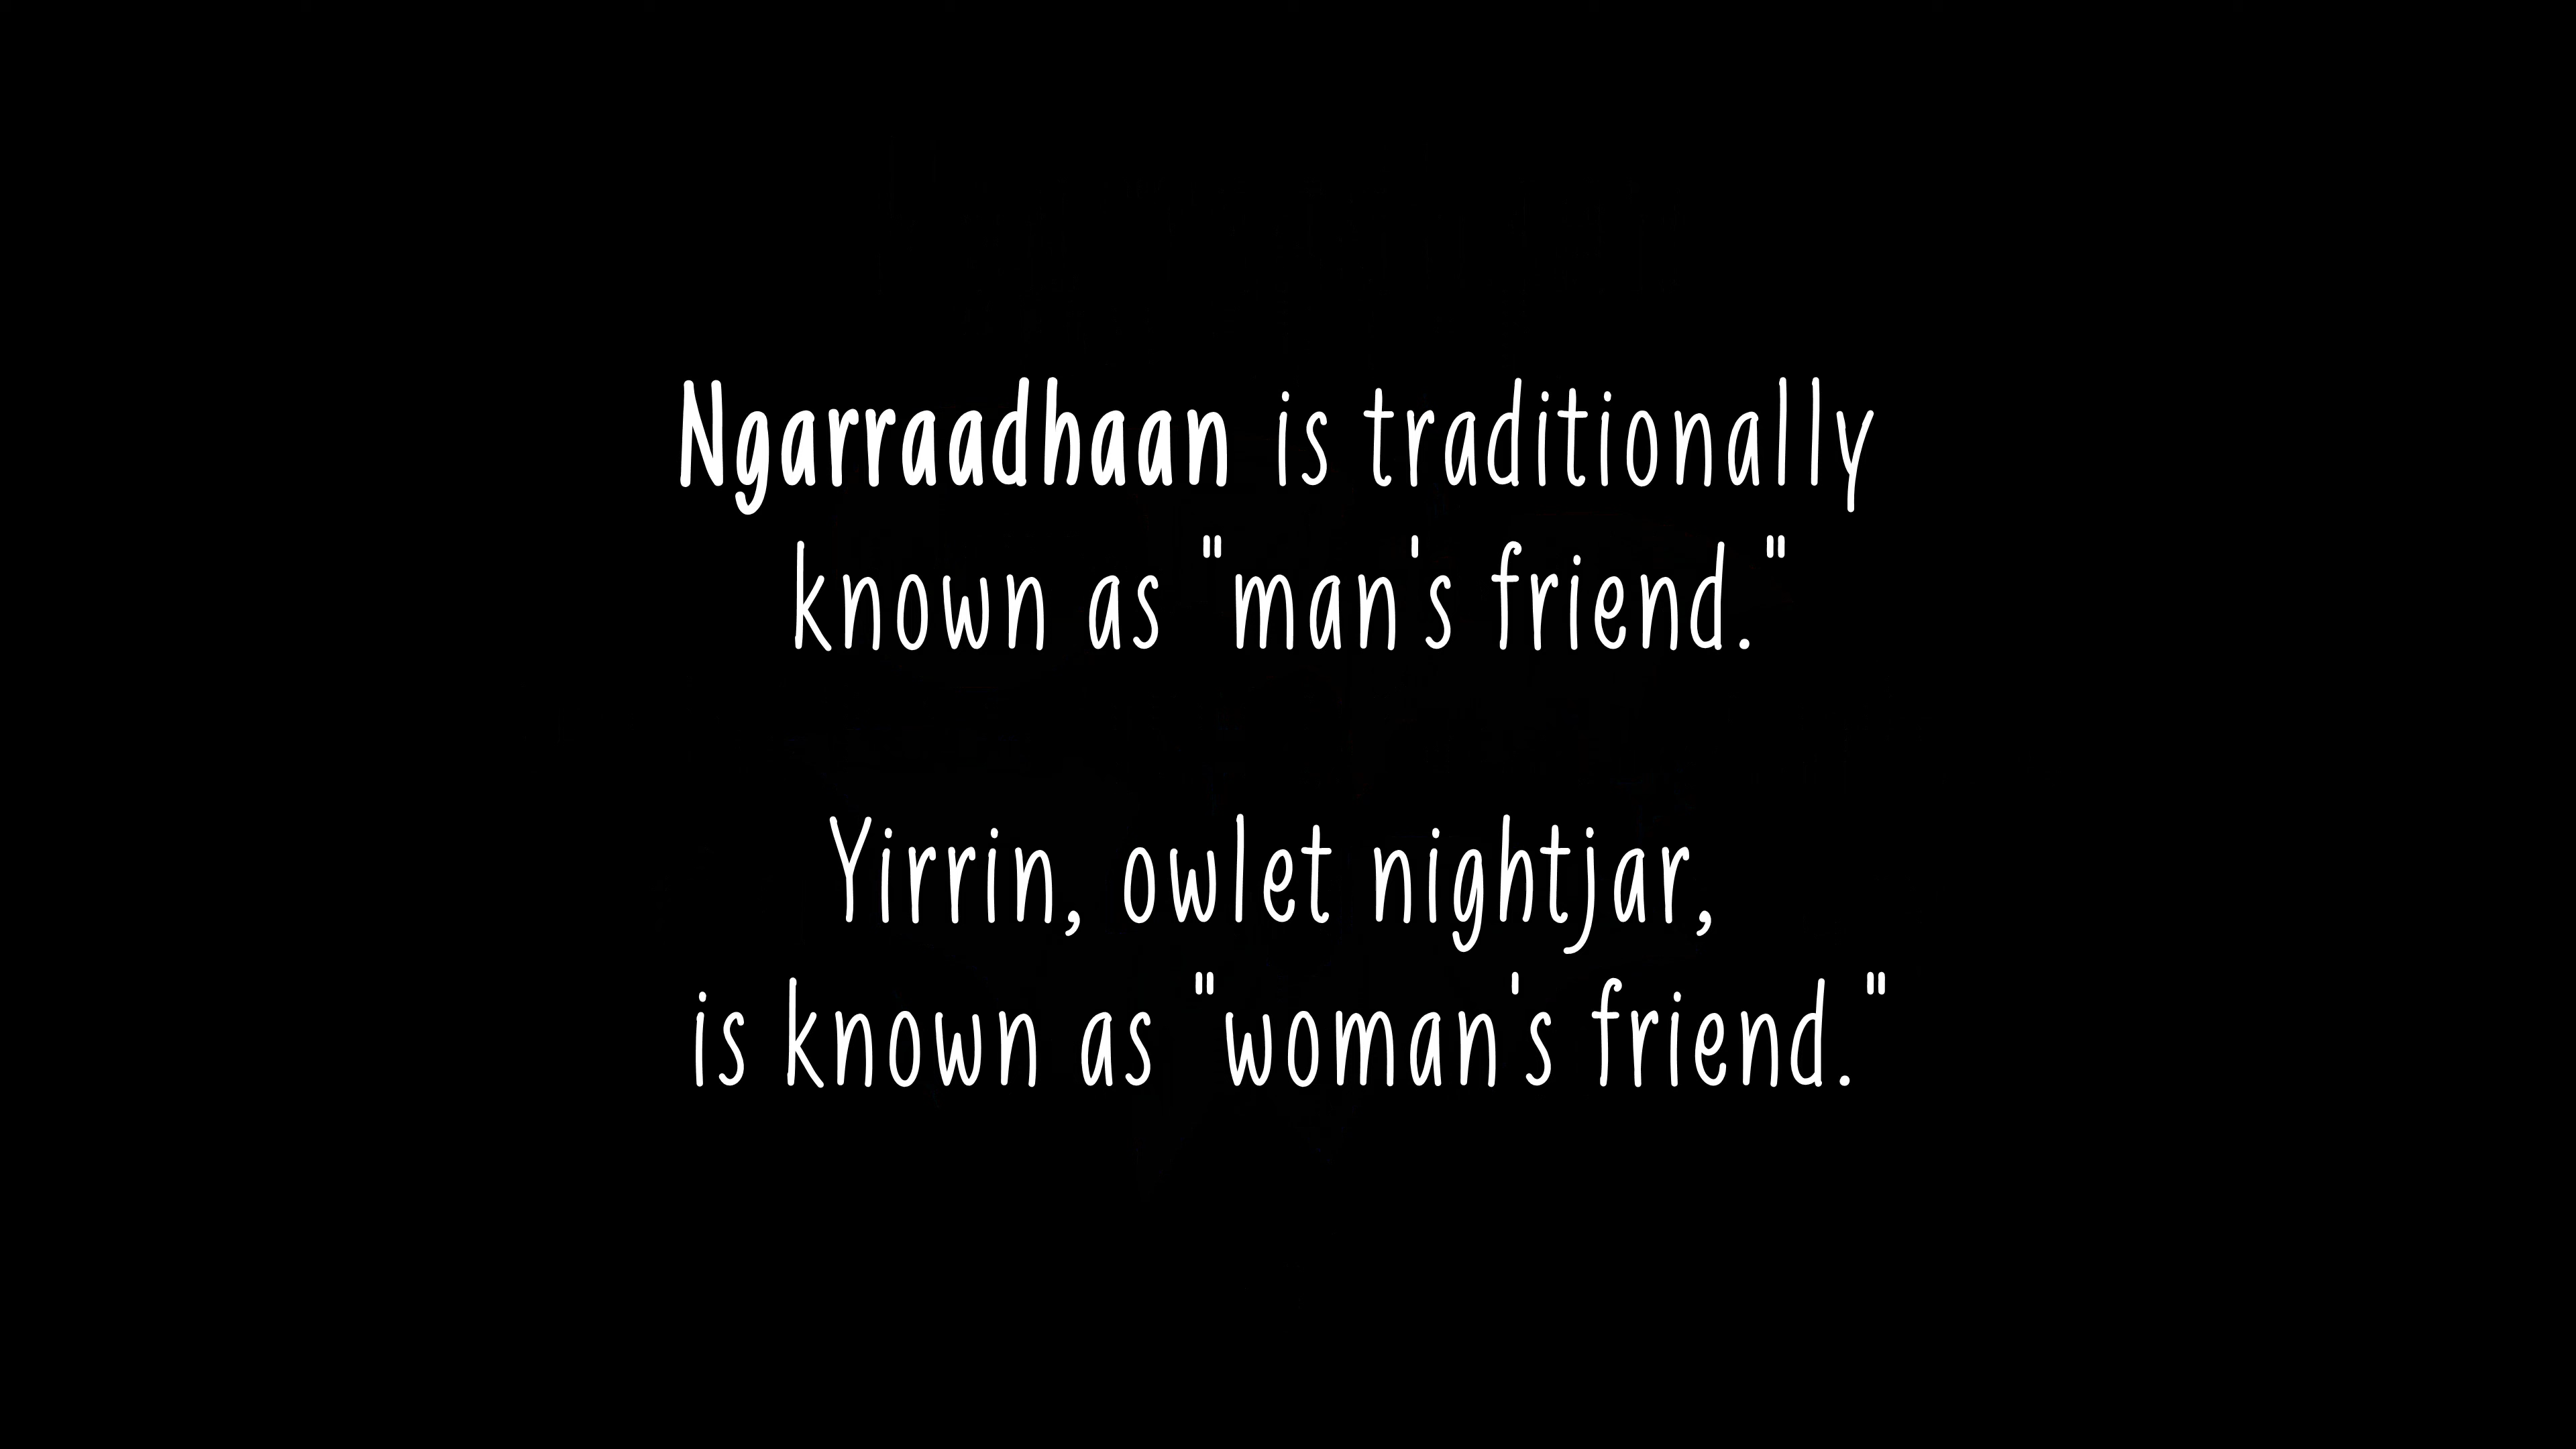 Ngarraadhaan is traditionally
known as "man's friend."
Yirrin, owlet nightjar,
is known as "woman's friend."